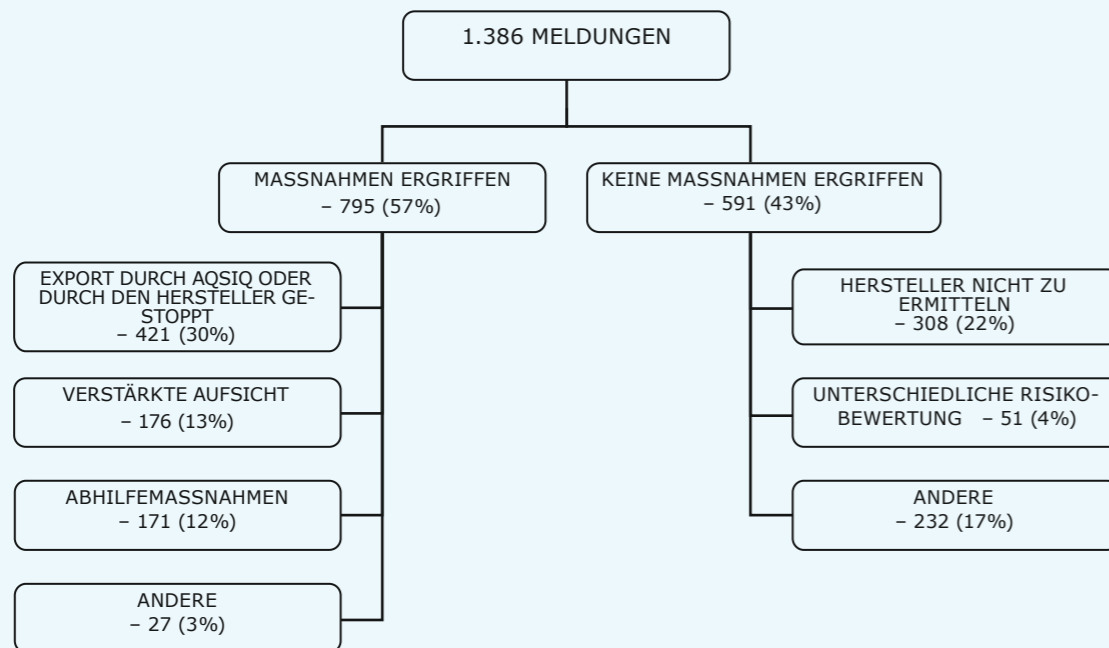 1.386 MELDUNGEN
MASSNAHMEN ERGRIFFEN
– 795 (57%)
KEINE MASSNAHMEN ERGRIFFEN
– 591 (43%)
EXPORT DURCH AQSIQ ODER
DURCH DEN HERSTELLER GE-
STOPPT
– 421 (30%)
VERSTÄRKTE AUFSICHT
– 176 (13%)
ABHILFEMASSNAHMEN
– 171 (12%)
ANDERE
– 27 (3%)
HERSTELLER NICHT ZU
ERMITTELN
– 308 (22%)
UNTERSCHIEDLICHE RISIKO-
BEWERTUNG – 51 (4%)
ANDERE
– 232 (17%)